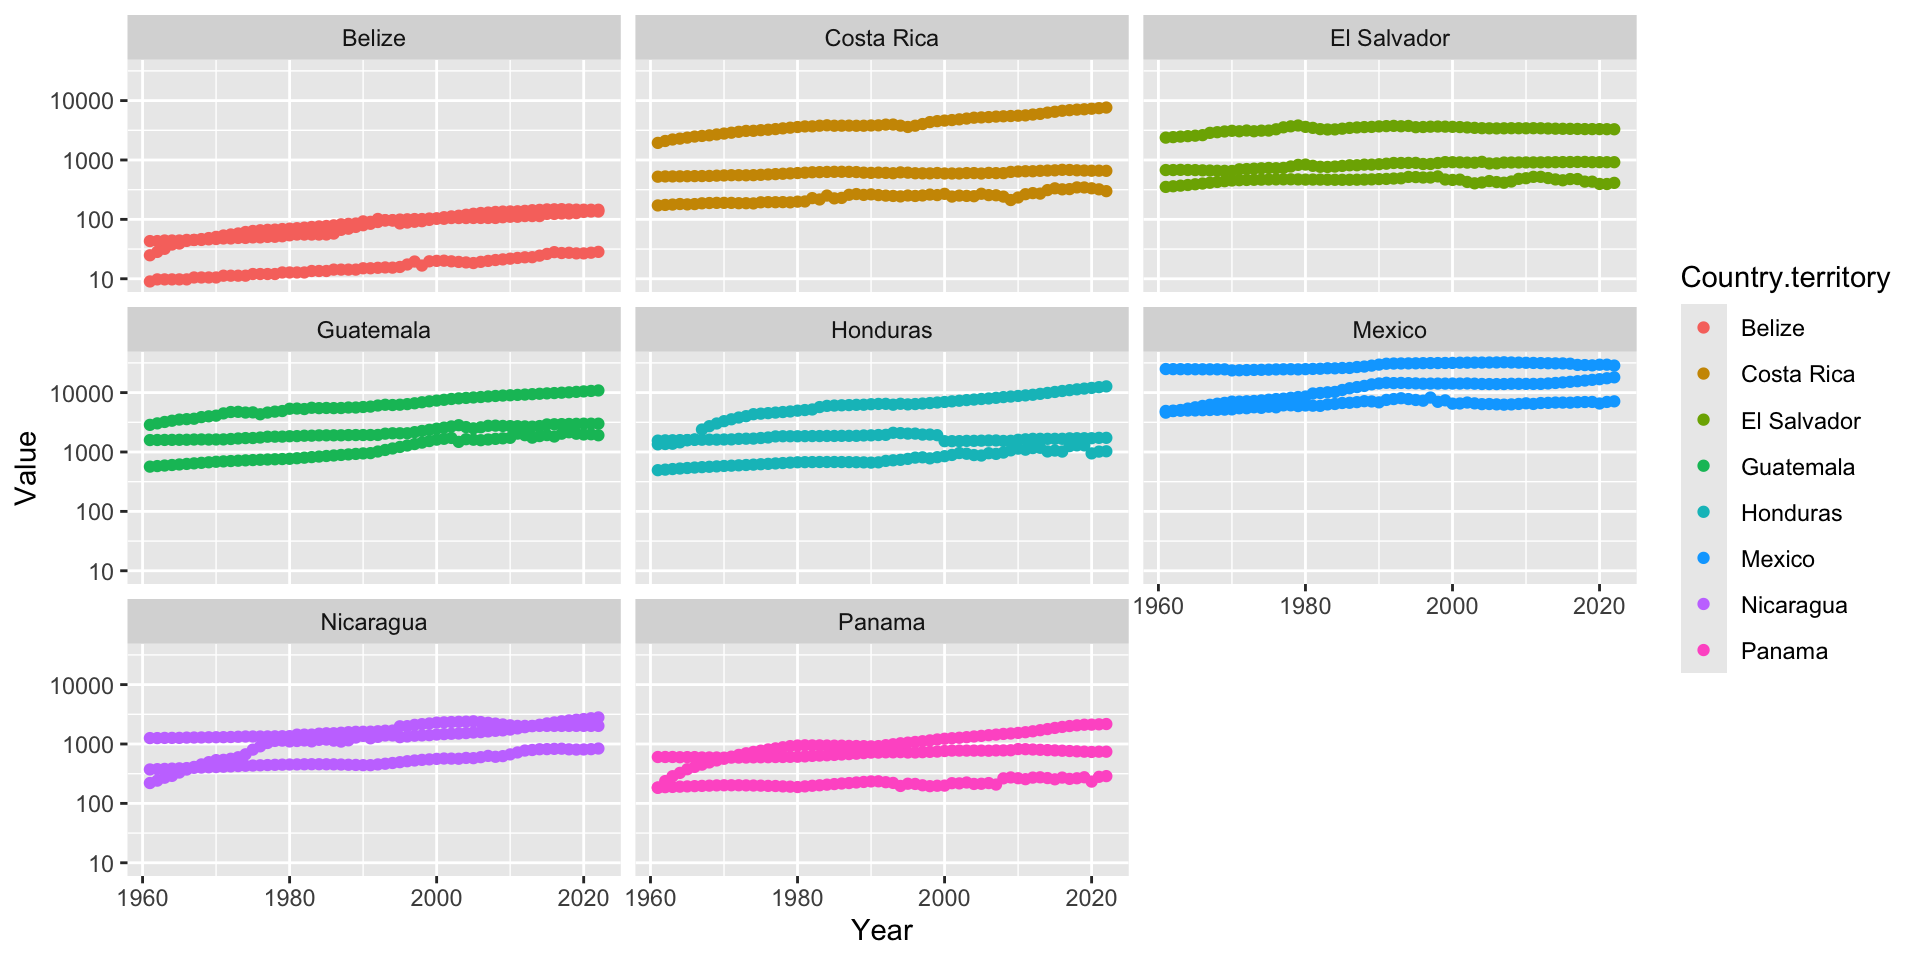 Belize
Costa Rica
El Salvador
10000
1000
100
10
Guatemala
Honduras
Mexico
10000
1000
100
10
1960 1980 2000 2020
Nicaragua
Panama
10000
1000
100
10
1960 1980 2000 2020
1960 1980 2000 2020
Value
Year
Country.territory
Belize
Costa Rica
El Salvador
Guatemala
Honduras
Mexico
Nicaragua
Panama